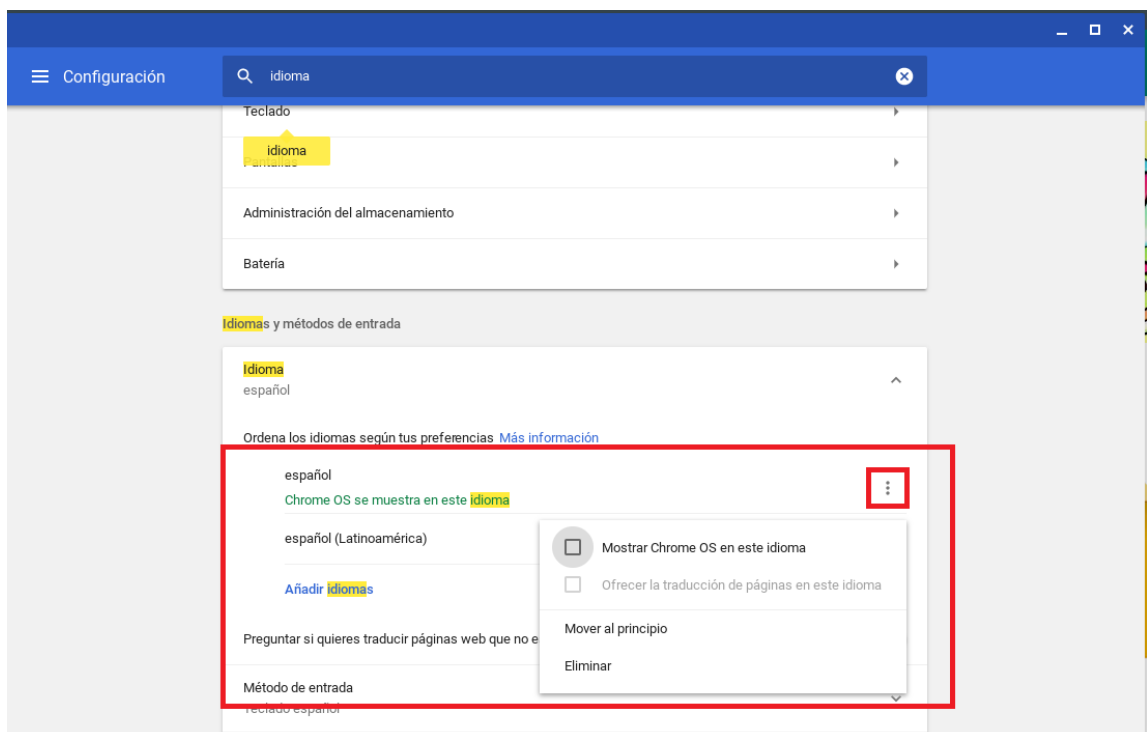 Configuración
idioma
Teclado
idioma
Pantallas
Administración del almacenamiento
Batería
Idiomas y métodos de entrada
Idioma
español
Ordena los idiomas según tus preferencias Más información
español
Chrome OS se muestra en este idioma
español (Latinoamérica)
Mostrar Chrome OS en este idioma
Ofrecer la traducción de páginas en este idioma
Añadir idiomas
Mover al principio
Preguntar si quieres traducir páginas web que no e
Eliminar
Método de entrada
Teclado español